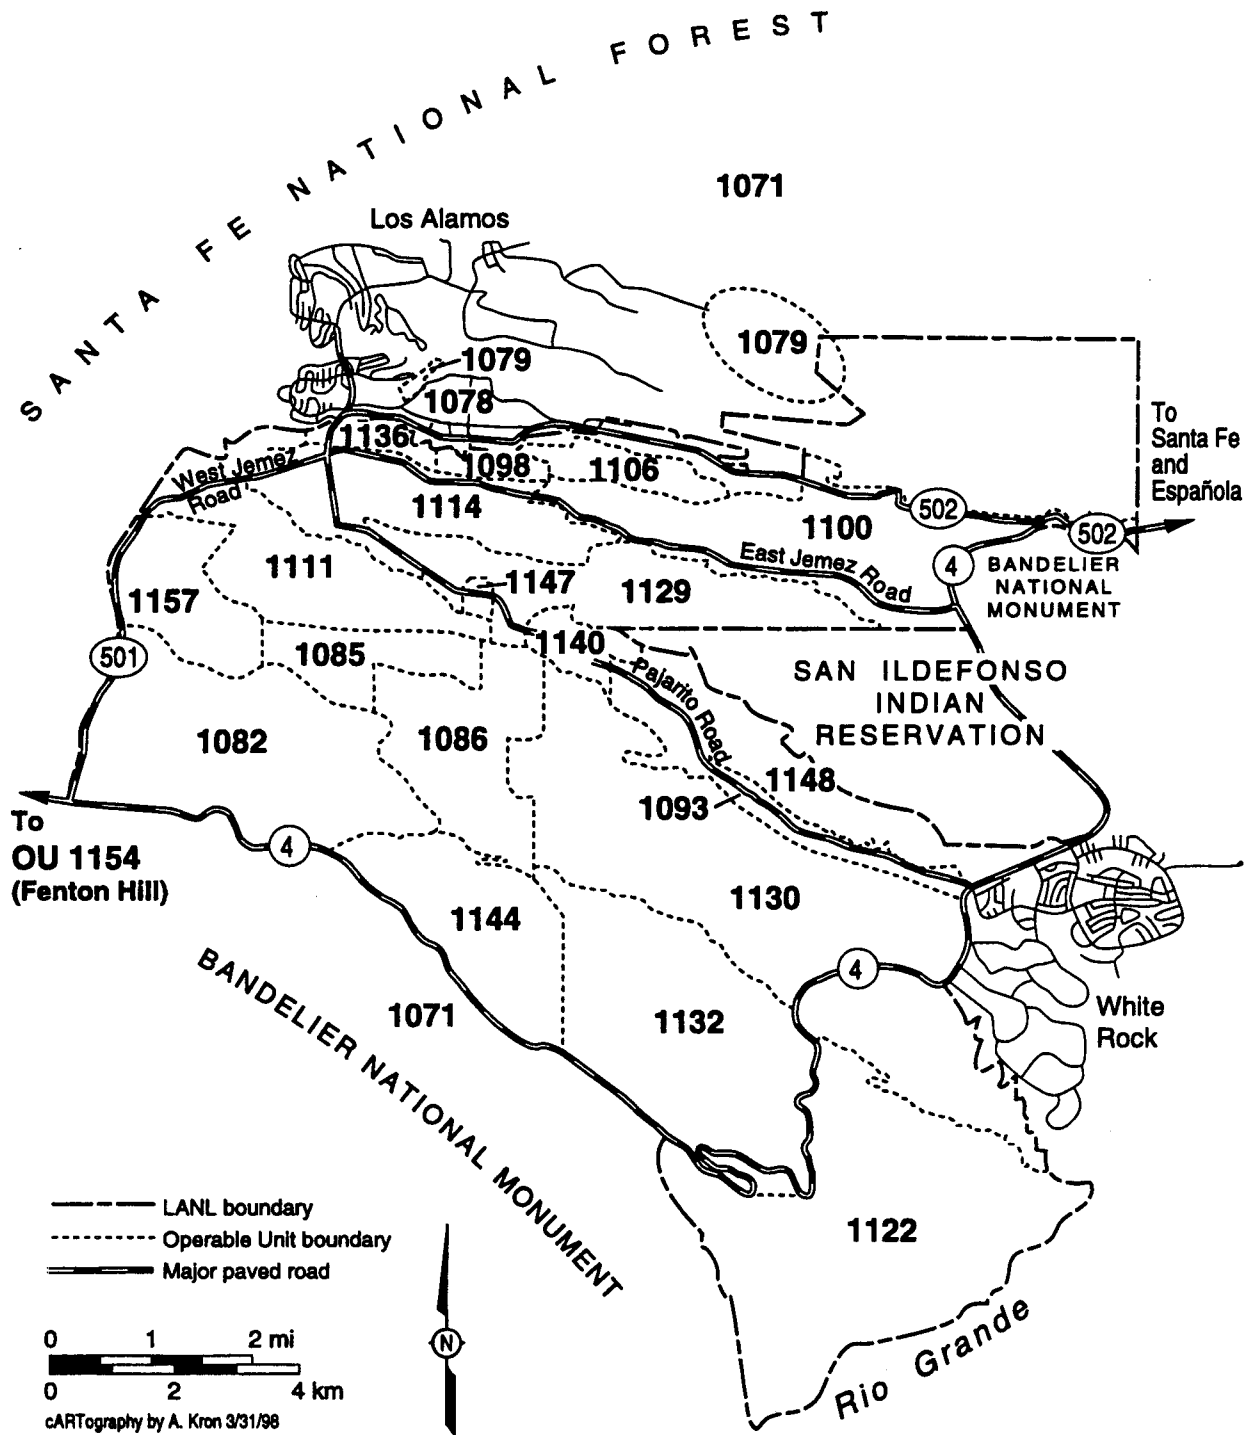 SANTA FE NATIONAL FOREST
1071
Los Alamos
1079
1079
1078
To
Santa Fe
and
Española
1136
1098
1106
West Jemez
Road
1114
1100
502
502
East Jemez Road
4
BANDELIER
NATIONAL
MONUMENT
1111
1147
1129
1157
1140
501
1085
SAN ILDEFONSO
INDIAN
RESERVATION
Pajarito Road
1082
1086
1148
1093
To
OU 1154
(Fenton Hill)
4
1130
1144
4
BANDELIER NATIONAL MONUMENT
1071
1132
White
Rock
1122
LANL boundary
Operable Unit boundary
Major paved road
Rio Grande
N
0 1 2 mi
0 2 4 km
cARTography by A. Kron 3/31/98